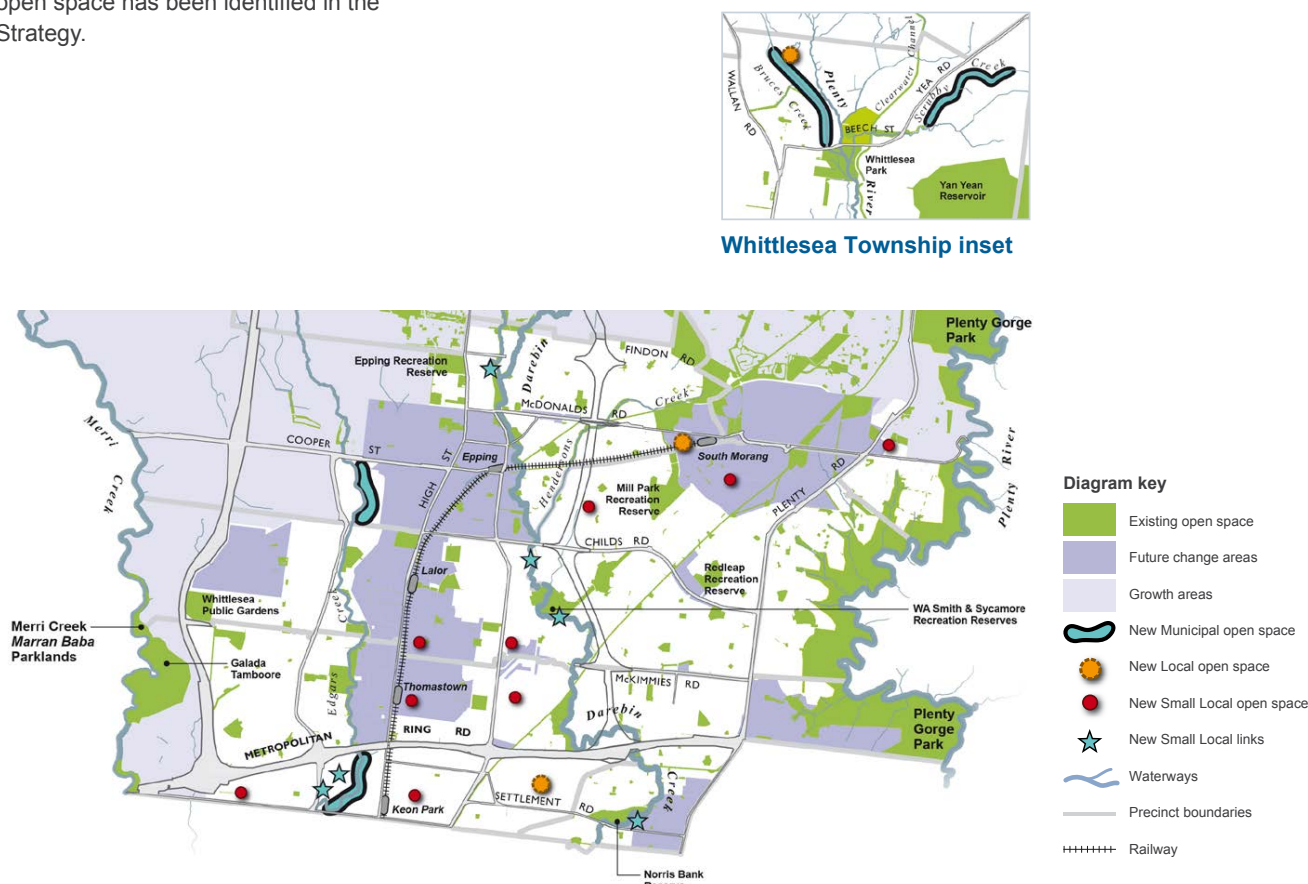 open space has been identified in the
Strategy.
WALLAN
RD
Bruces
Creek
Plenty
Clearwater
Channel
YEA RD
Scrubby
Creek
BEECH ST
Whittlesea
Park
River
Yan Yean
Reservoir
Whittlesea Township inset
Merri
Creek
Epping Recreation
Reserve
Darebin
FINDON RD
Plenty Gorge
Park
McDONALDS RD
Creek
COOPER ST
HIGH ST
Epping
Hendersons
South Morang
Mill Park
Recreation
Reserve
PLENTY RD
Plenty River
CHILDS RD
Lalor
Redleap
Recreation
Reserve
Whittlesea
Public Gardens
Creek
WA Smith & Sycamore
Recreation Reserves
Merri Creek
Marran Baba
Parklands
Galada
Tamboore
Edgars
Thomastown
McKIMMIES RD
Darebin
Creek
METROPOLITAN RING RD
Plenty
Gorge
Park
Keon Park
SETTLEMENT RD
Norris Bank
Diagram key
Existing open space
Future change areas
Growth areas
New Municipal open space
New Local open space
New Small Local open space
New Small Local links
Waterways
Precinct boundaries
Railway